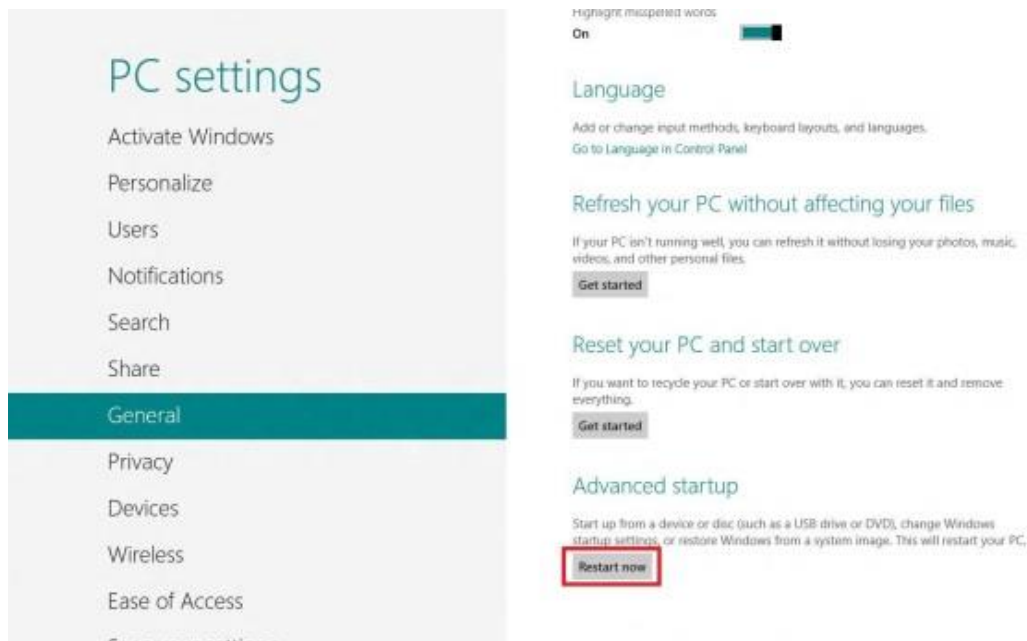 PC settings
Activate Windows
Personalize
Users
Notifications
Search
Share
General
Privacy
Devices
Wireless
Ease of Access
Highlight misspelled words
On
Language
Add or change input methods, keyboard layouts, and languages.
Go to Language in Control Panel
Refresh your PC without affecting your files
If your PC isn't running well, you can refresh it without losing your photos, music,
videos, and other personal files.
Get started
Reset your PC and start over
If you want to recycle your PC or start over with it, you can reset it and remove
everything.
Get started
Advanced startup
Start up from a device or disc (such as a USB drive or DVD), change Windows
startup settings, or restore Windows from a system image. This will restart your PC.
Restart now